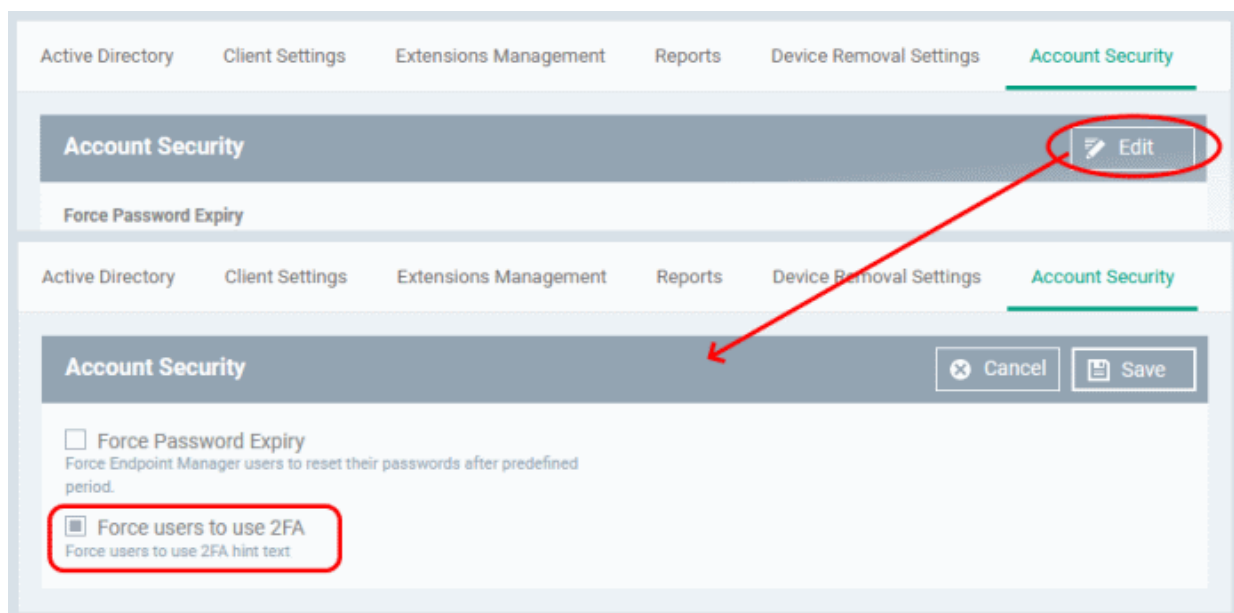 Active Directory Client Settings Extensions Management Reports Device Removal Settings Account Security
Account Security Edit
Force Password Expiry
Active Directory Client Settings Extensions Management Reports Device Removal Settings Account Security
Account Security Cancel Save
Force Password Expiry
Force Endpoint Manager users to reset their passwords after predefined
period.
Force users to use 2FA
Force users to use 2FA hint text